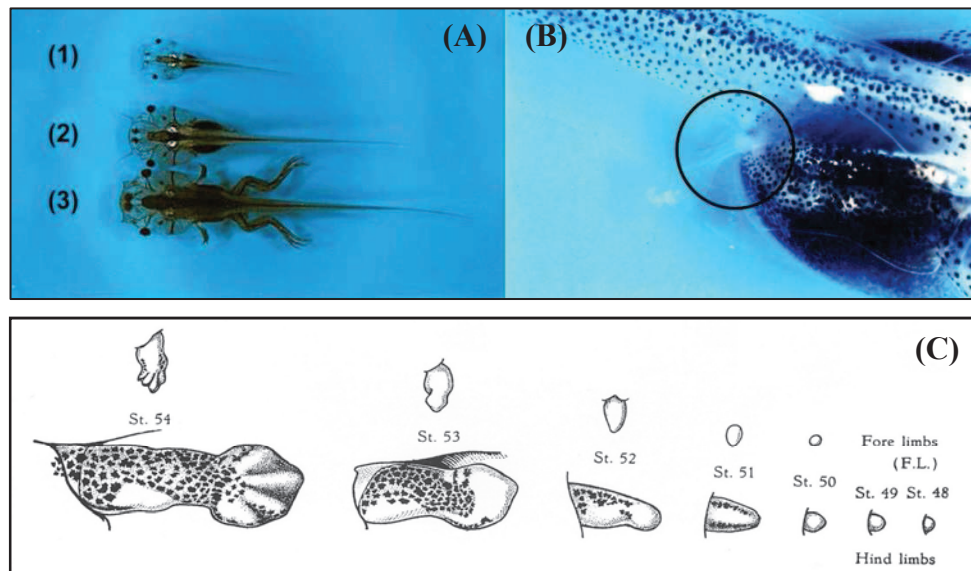 (A)
(B)
(1)
(2)
(3)
(C)
St. 54
St. 53
St. 52
St. 51
St. 50
Fore limbs
(F.L.)
St. 49 St. 48
Hind limbs